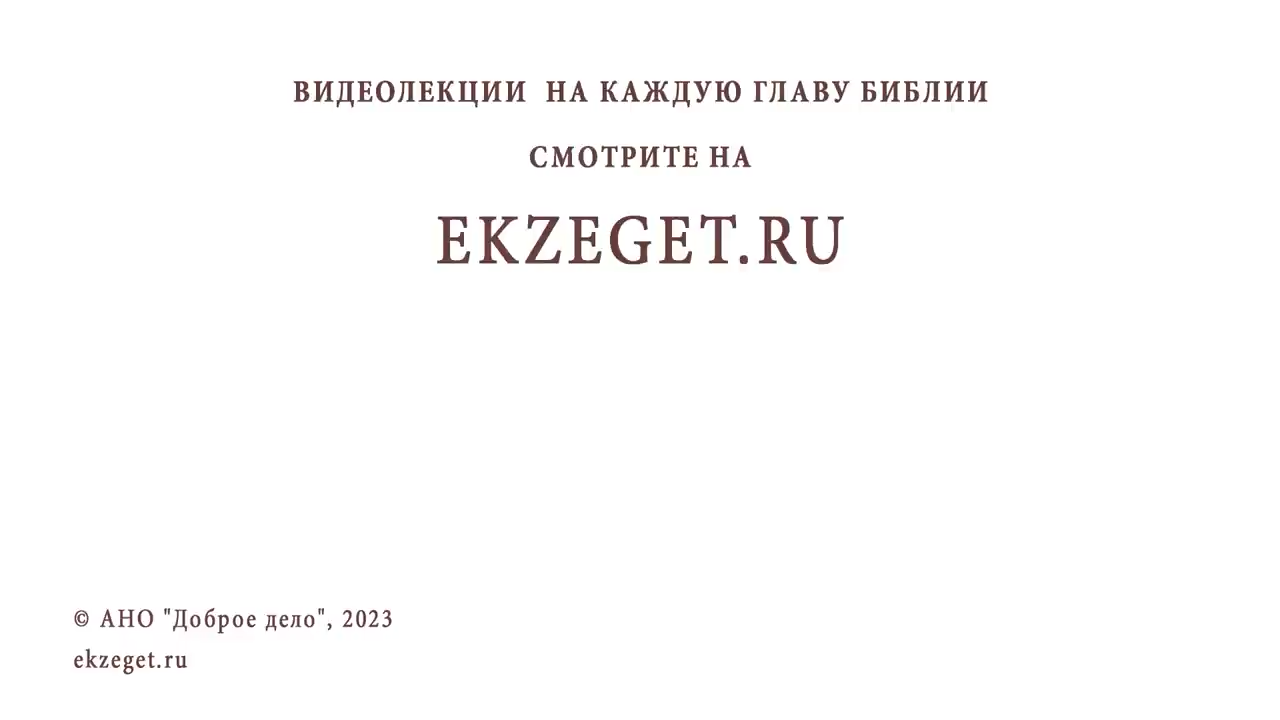 ВИДЕОЛЕКЦИИ НА КАЖДУЮ ГЛАВУ БИБЛИИ
СМОТРИТЕ НА
EKZEGET.RU
© АНО "Доброе дело", 2023
ekzeget.ru